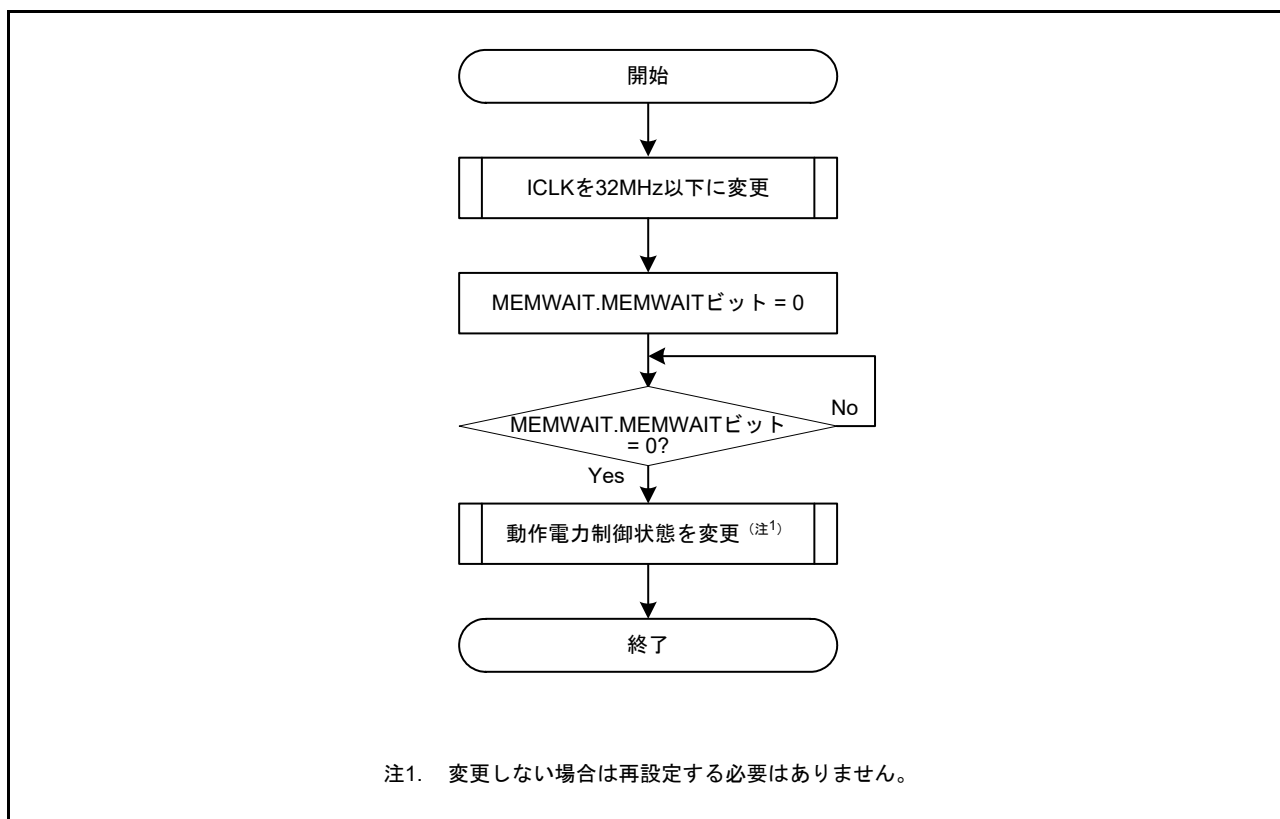 開始
ICLKを32MHz以下に変更
MEMWAIT.MEMWAITビット = 0
MEMWAIT.MEMWAITビット
= 0?
No
Yes
動作電力制御状態を変更（注1）
終了
注1. 変更しない場合は再設定する必要はありません。